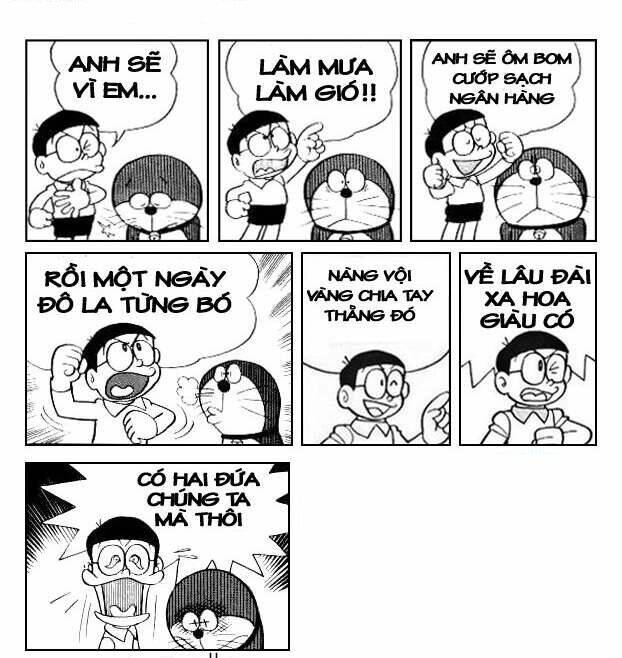 ANH SẼ
VÌ EM...
LÀM MƯA
LÀM GIÓ!!
ANH SẼ ÔM BOM
CƯỚP SẠCH
NGÂN HÀNG
RỒI MỘT NGÀY
ĐÔ LA TỪNG BÓ
NÀNG VỘI
VÀNG CHIA TAY
THẰNG ĐÓ
VỀ LÂU ĐÀI
XA HOA
GIÀU CÓ
CÓ HAI ĐỨA
CHÚNG TA
MÀ THÔI